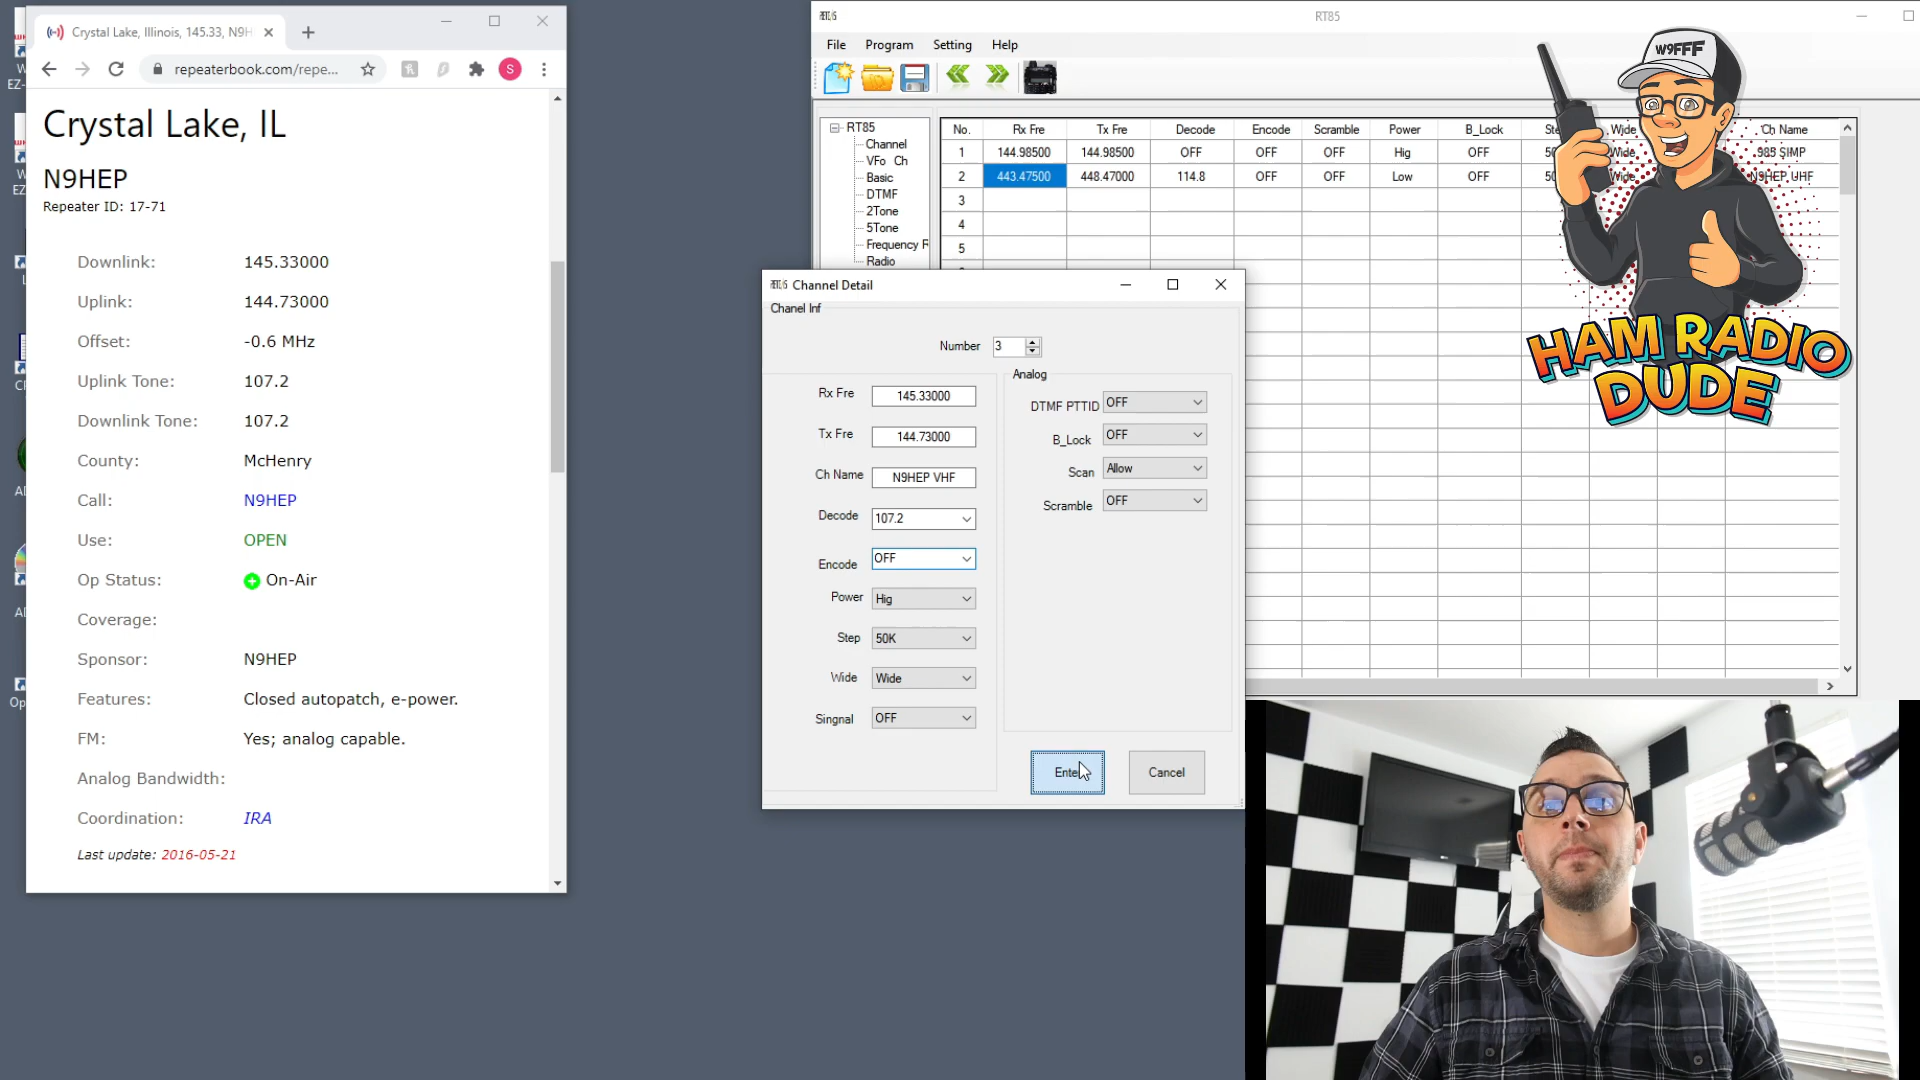 Crystal Lake, Illinois, 145.33, N9H
repeaterbook.com/repe...
S
Crystal Lake, IL
N9HEP
Repeater ID: 17-71
Downlink: 145.33000
Uplink: 144.73000
Offset: -0.6 MHz
Uplink Tone: 107.2
Downlink Tone: 107.2
County: McHenry
Call: N9HEP
Use: OPEN
Op Status: On-Air
Coverage:
Sponsor: N9HEP
Features: Closed autopatch, e-power.
FM: Yes; analog capable.
Analog Bandwidth:
Coordination: IRA
Last update: 2016-05-21
RT85
File Program Setting Help
RT85
Channel
VFo Ch
Basic
DTMF
2Tone
5Tone
Frequency R
Radio
No. Rx Fre Tx Fre Decode Encode Scramble Power B_Lock Wide Ch Name
1 144.98500 144.98500 OFF OFF OFF Hig OFF Wide .985 SIMP
2 443.47500 448.47000 114.8 OFF OFF Low OFF Wide N9HEP UHF
3
4
5
Channel Detail
Chanel Inf
Number 3
Rx Fre 145.33000
Tx Fre 144.73000
Ch Name N9HEP VHF
Decode 107.2
Encode OFF
Power Hig
Step 50K
Wide Wide
Singnal OFF
Analog
DTMF PTTID OFF
B_Lock OFF
Scan Allow
Scramble OFF
Cancel
W9FFF
HAM RADIO
DUDE